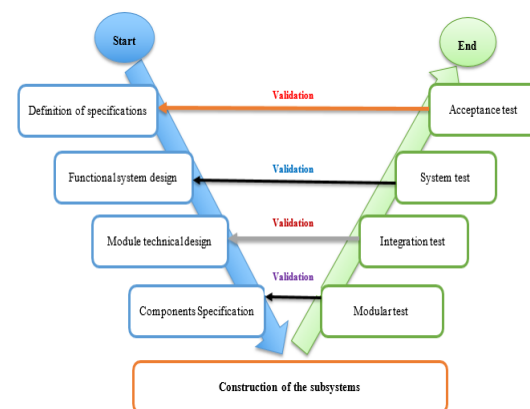 Start
End
Validation
Definition of specifications
Acceptance test
Validation
Functional system design
System test
Validation
Module technical design
Integration test
Validation
Components Specification
Modular test
Construction of the subsystems